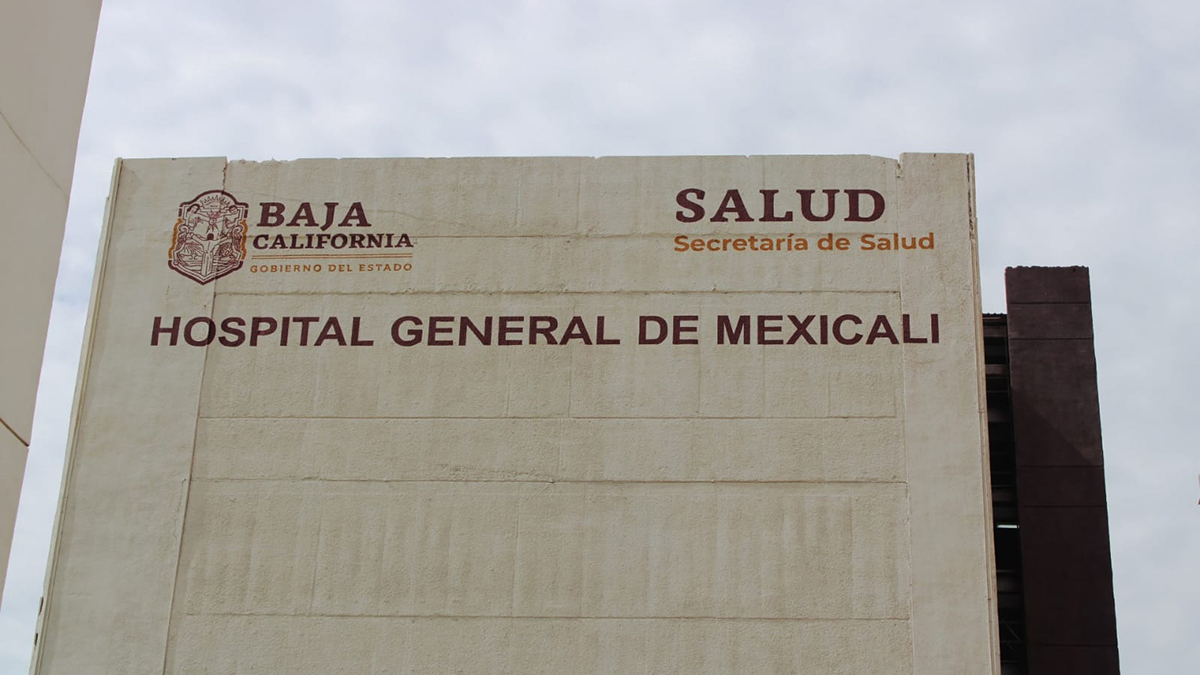 BAJA
CALIFORNIA
GOBIERNO DEL ESTADO
SALUD
Secretaría de Salud
HOSPITAL GENERAL DE MEXICALI